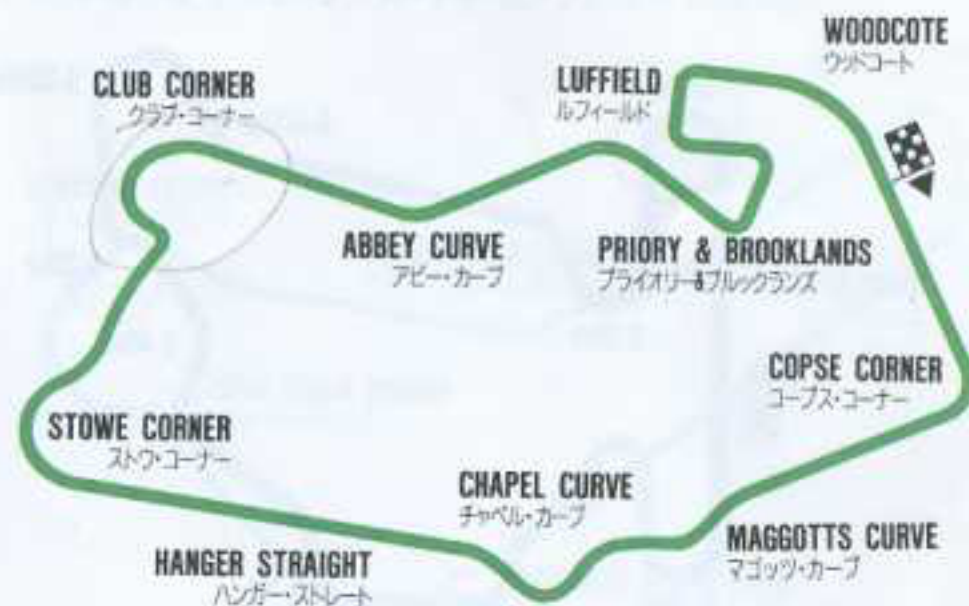 WOODCOTE
ウッドコート
CLUB CORNER
クラブ・コーナー
LUFFIELD
ルフィールド
ABBEY CURVE
アビー・カーブ
PRIORY & BROOKLANDS
プライオリー&ブルックランズ
COPSE CORNER
コープス・コーナー
STOWE CORNER
ストウ・コーナー
CHAPEL CURVE
チャペル・カーブ
MAGGOTTS CURVE
マゴッツ・カーブ
HANGER STRAIGHT
ハンガー・ストレート